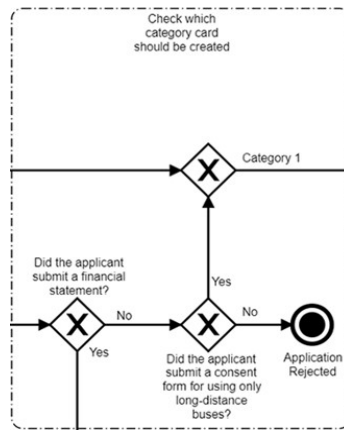 Check which
category card
should be created
Category 1
Did the applicant
submit a financial
statement?
Yes
No
No
Yes
Did the applicant
submit a consent
form for using only
long-distance
buses?
Application
Rejected